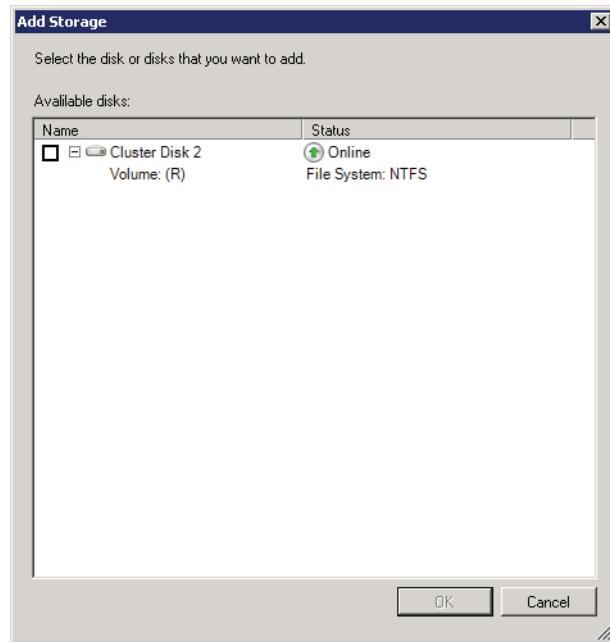 Add Storage
Select the disk or disks that you want to add.
Avalilable disks:
Name Status
Cluster Disk 2 Online
Volume: (R) File System: NTFS
OK Cancel